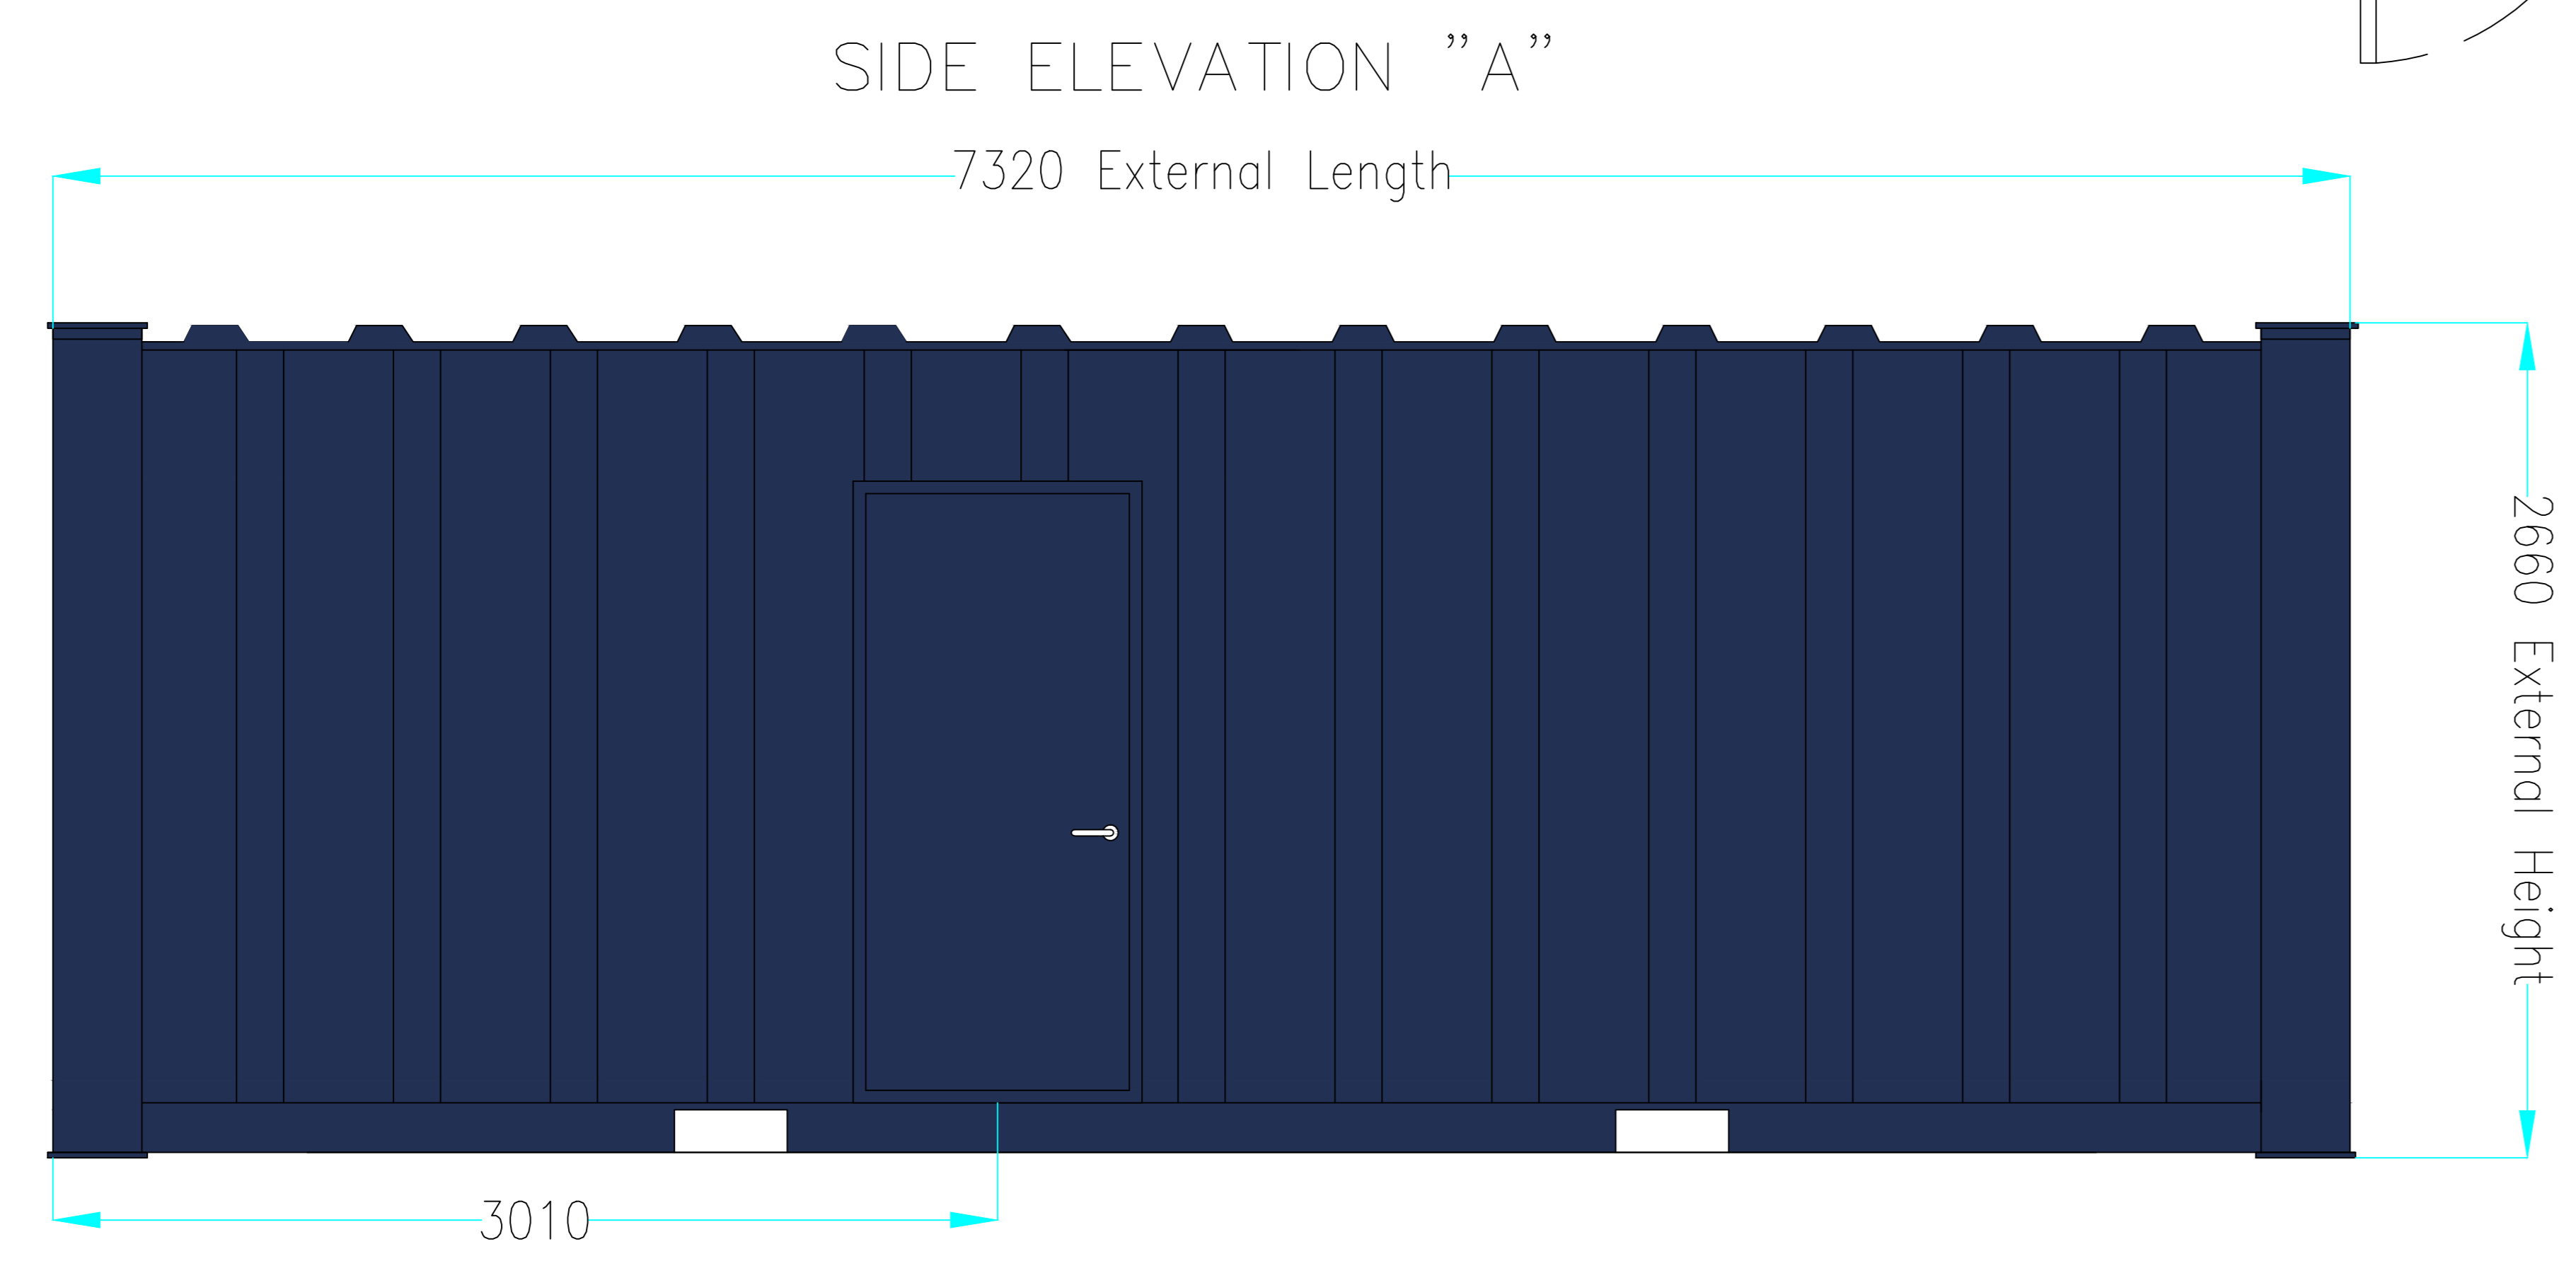 SIDE ELEVATION ”A”
7320 External Length
2660 External Height
3010